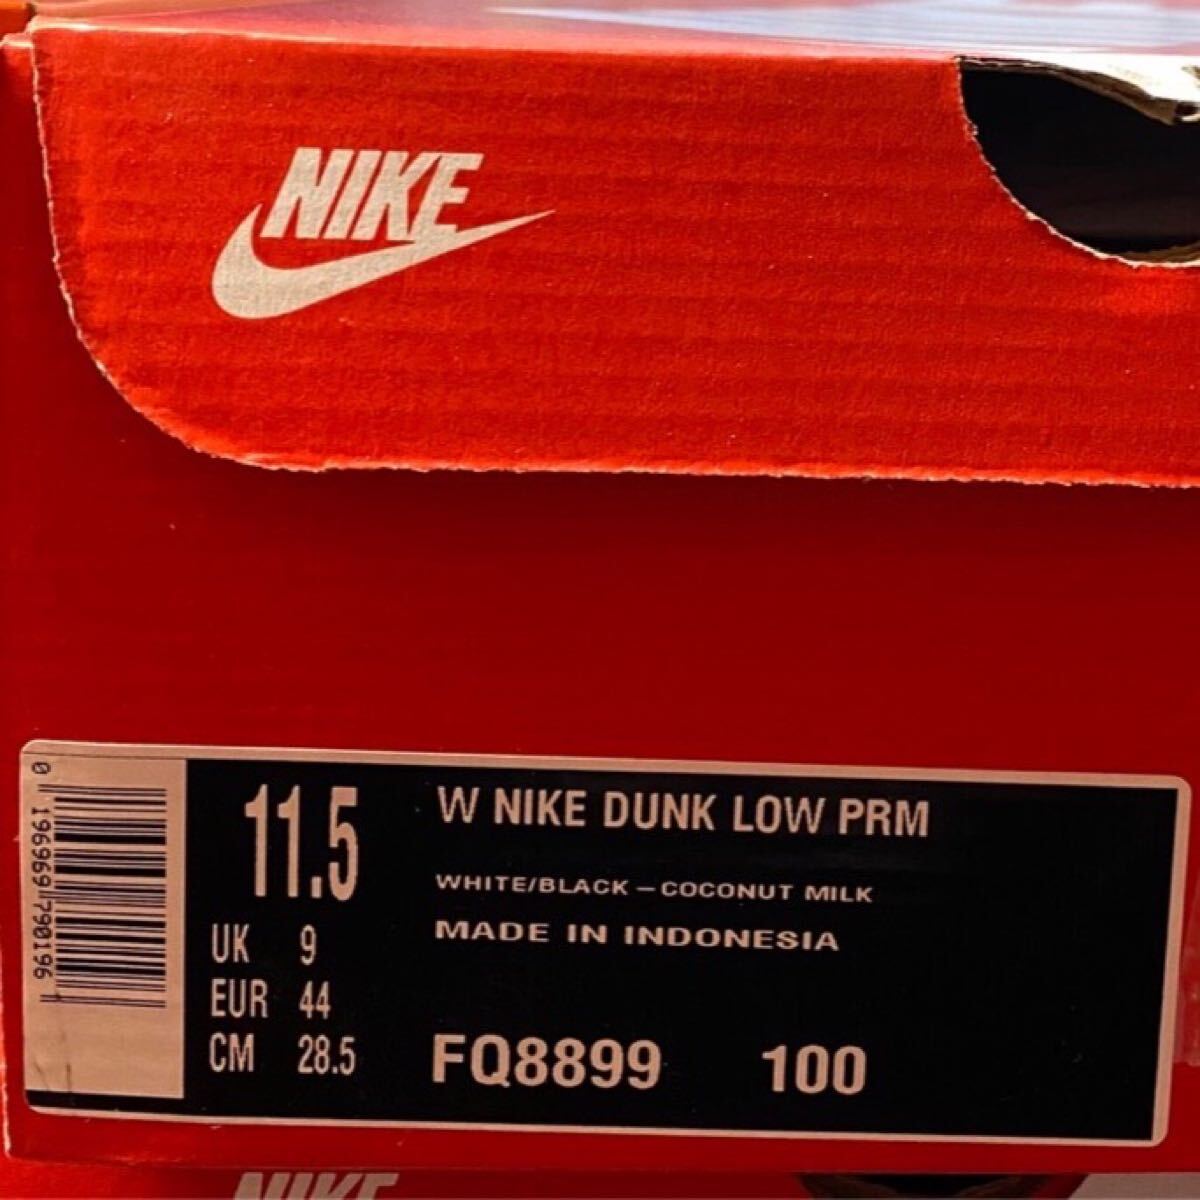 NIKE
0 196969 790196
11.5
UK 9
EUR 44
CM 28.5
W NIKE DUNK LOW PRM
WHITE/BLACK-COCONUT MILK
MADE IN INDONESIA
FQ8899 100
NIKE